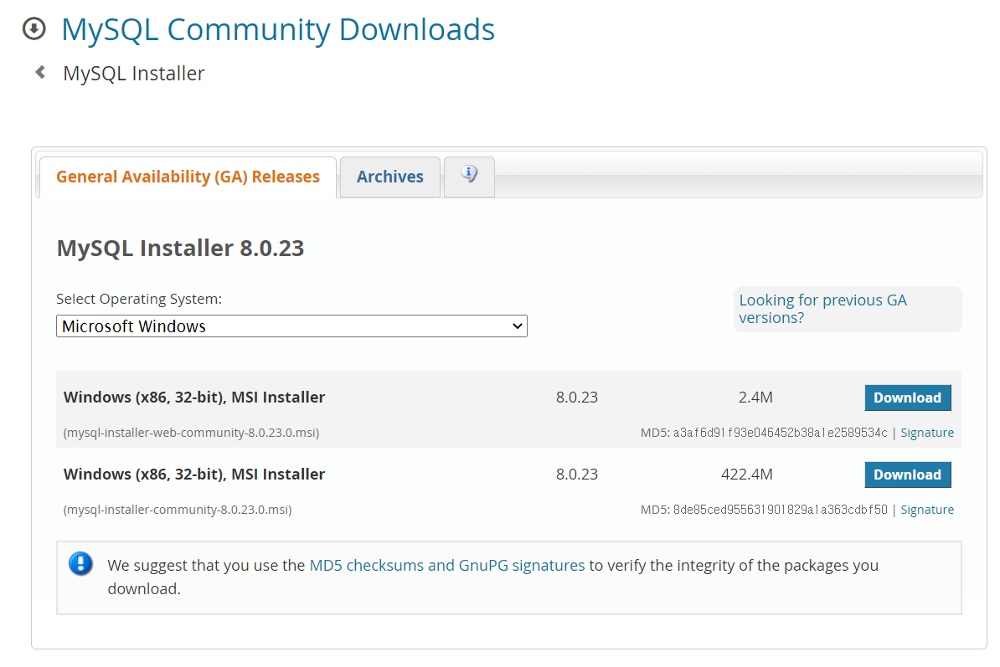 MySQL Community Downloads
MySQL Installer
General Availability (GA) Releases
Archives
MySQL Installer 8.0.23
Select Operating System:
Microsoft Windows
Looking for previous GA
versions?
Windows (x86, 32-bit), MSI Installer 8.0.23 2.4M Download
(mysql-installer-web-community-8.0.23.0.msi) MD5: a3af6d91f93e046452b38a1e2589534c | Signature
Windows (x86, 32-bit), MSI Installer 8.0.23 422.4M Download
(mysql-installer-community-8.0.23.0.msi) MD5: 8de85ced955631901829a1a363cdbf50 | Signature
We suggest that you use the MD5 checksums and GnuPG signatures to verify the integrity of the packages you
download.